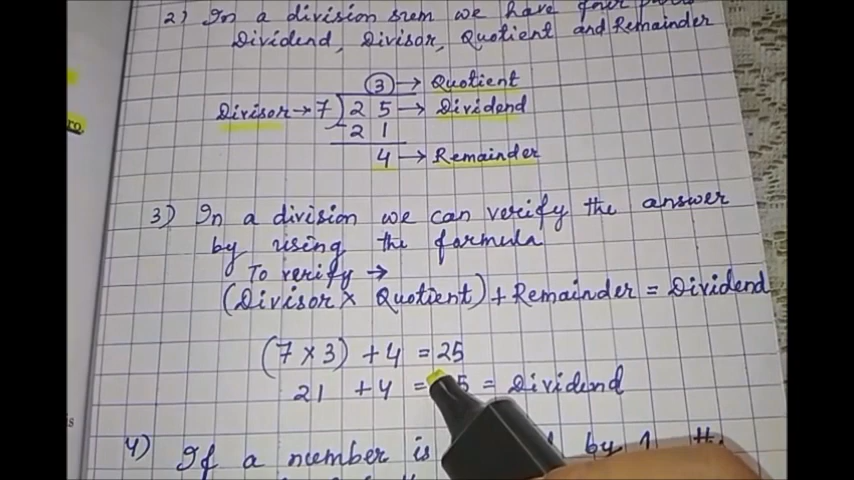 2) In a division sum we have four
Dividend, Divisor, Quotient and Remainder
3 → Quotient
Divisor → 7 ) 2 5 → Dividend
- 2 1
4 → Remainder
3) In a division we can verify the answer
by using the formula
To verify →
(Divisor × Quotient) + Remainder = Dividend
(7 × 3) + 4 = 25
21 + 4 = 5 = Dividend
4) If a number is by 1